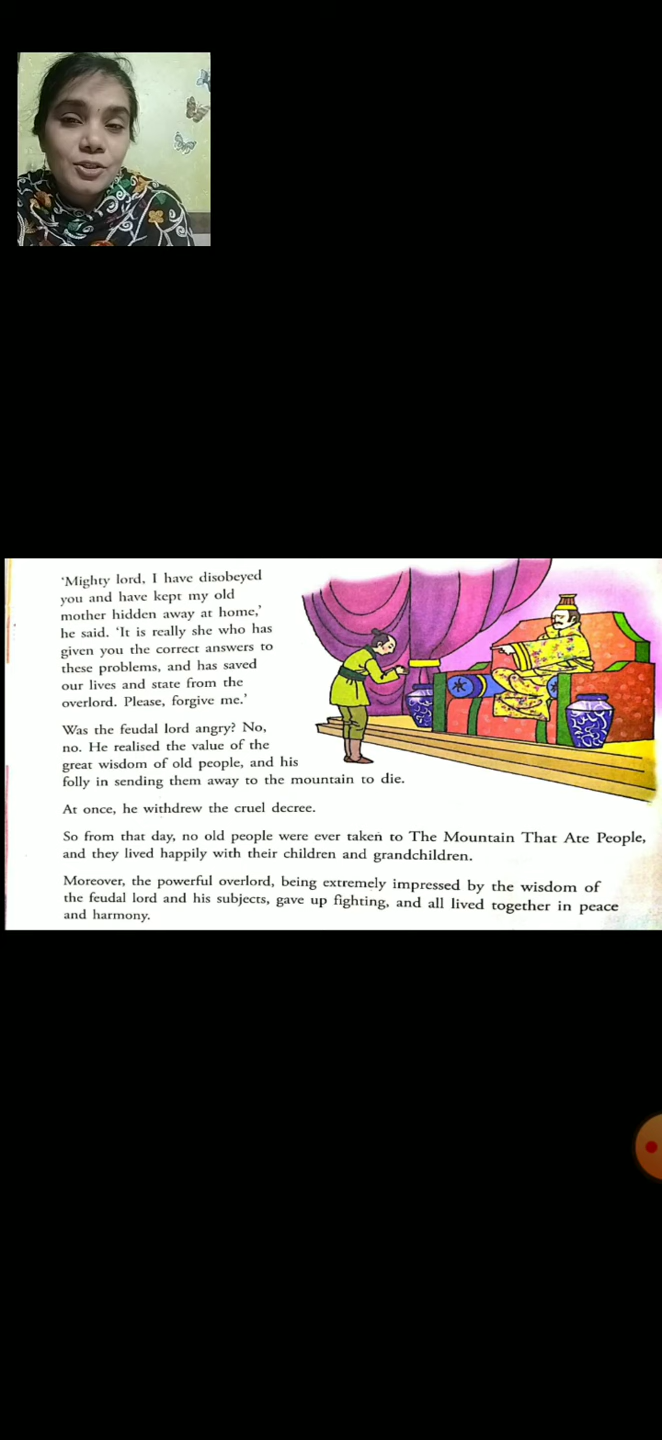 ‘Mighty lord, I have disobeyed
you and have kept my old
mother hidden away at home,’
he said. ‘It is really she who has
given you the correct answers to
these problems, and has saved
our lives and state from the
overlord. Please, forgive me.’
Was the feudal lord angry? No,
no. He realised the value of the
great wisdom of old people, and his
folly in sending them away to the mountain to die.
At once, he withdrew the cruel decree.
So from that day, no old people were ever taken to The Mountain That Ate People,
and they lived happily with their children and grandchildren.
Moreover, the powerful overlord, being extremely impressed by the wisdom of
the feudal lord and his subjects, gave up fighting, and all lived together in peace
and harmony.